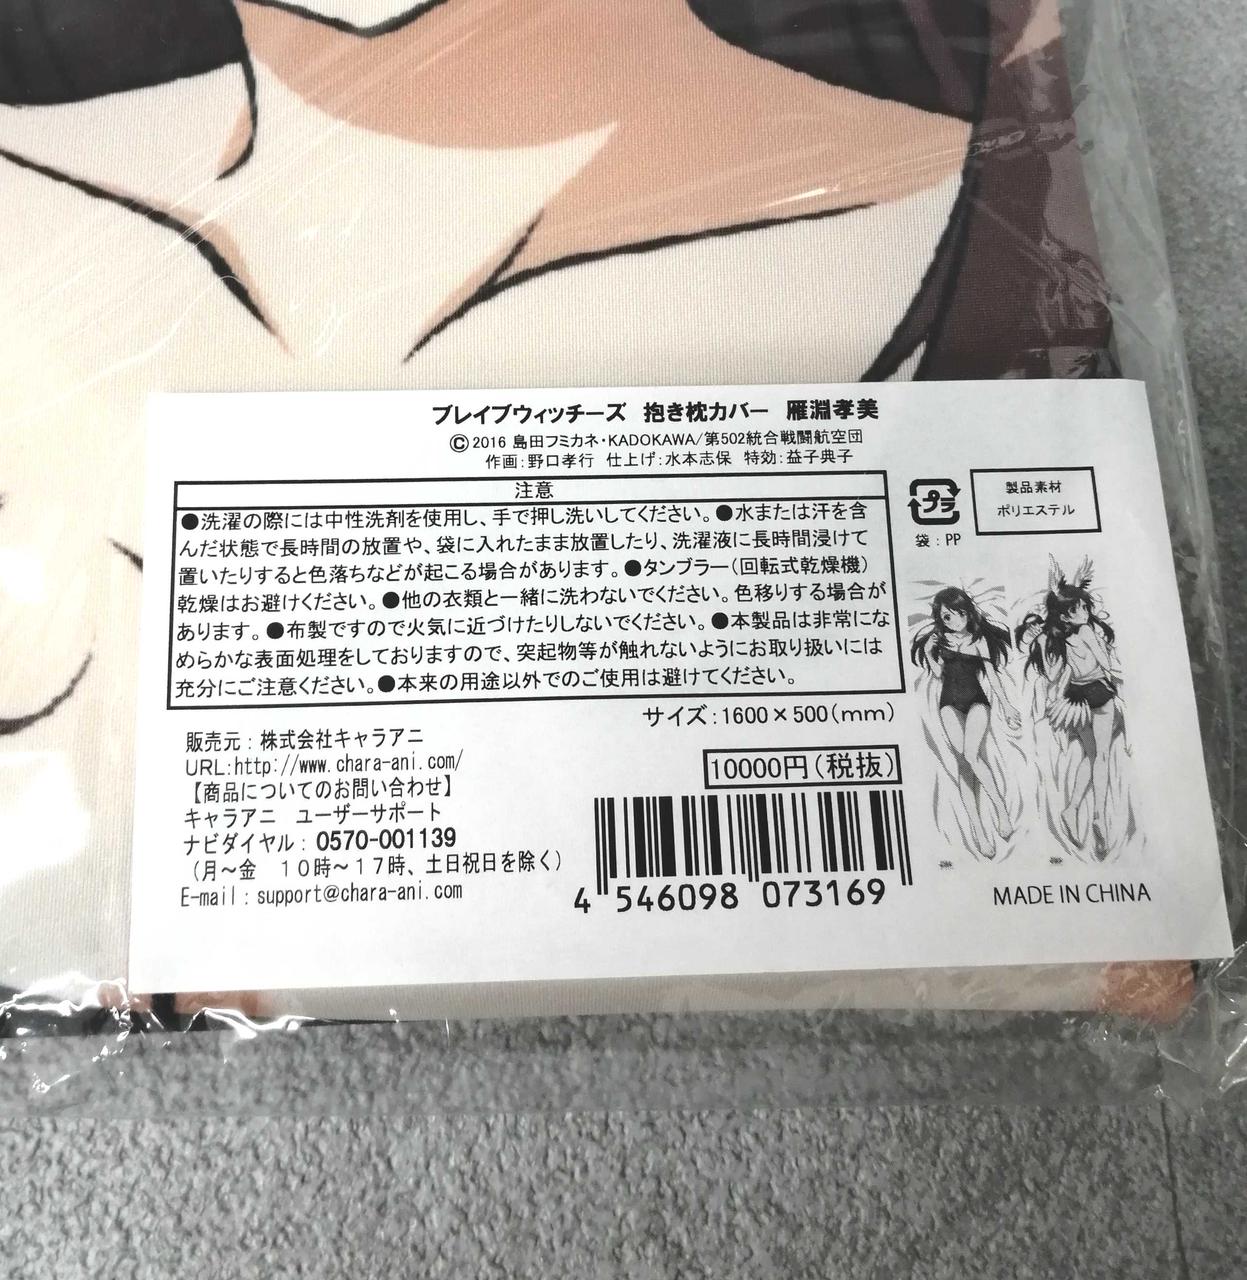 ブレイブウィッチーズ 抱き枕カバー 雁淵孝美
©2016 島田フミカネ・KADOKAWA/第502統合戦闘航空団
作画:野口孝行 仕上げ:水本志保 特効:益子典子
注意
●洗濯の際には中性洗剤を使用し、手で押し洗いしてください。●水または汗を含
んだ状態で長時間の放置や、袋に入れたまま放置したり、洗濯液に長時間浸けて
置いたりすると色落ちなどが起こる場合があります。●タンブラー(回転式乾燥機)
乾燥はお避けください。●他の衣類と一緒に洗わないでください。色移りする場合が
あります。●布製ですので火気に近づけたりしないでください。●本製品は非常にな
めらかな表面処理をしておりますので、突起物等が触れないようにお取り扱いには
充分にご注意ください。●本来の用途以外でのご使用は避けてください。
プラ
袋:PP
製品素材
ポリエステル
サイズ:1600×500(mm)
販売元:株式会社キャラアニ
URL:http://www.chara-ani.com/
【商品についてのお問い合わせ】
キャラアニ ユーザーサポート
ナビダイヤル:0570-001139
(月～金 10時～17時、土日祝日を除く)
E-mail:support@chara-ani.com
10000円(税抜)
4 546098 073169
MADE IN CHINA